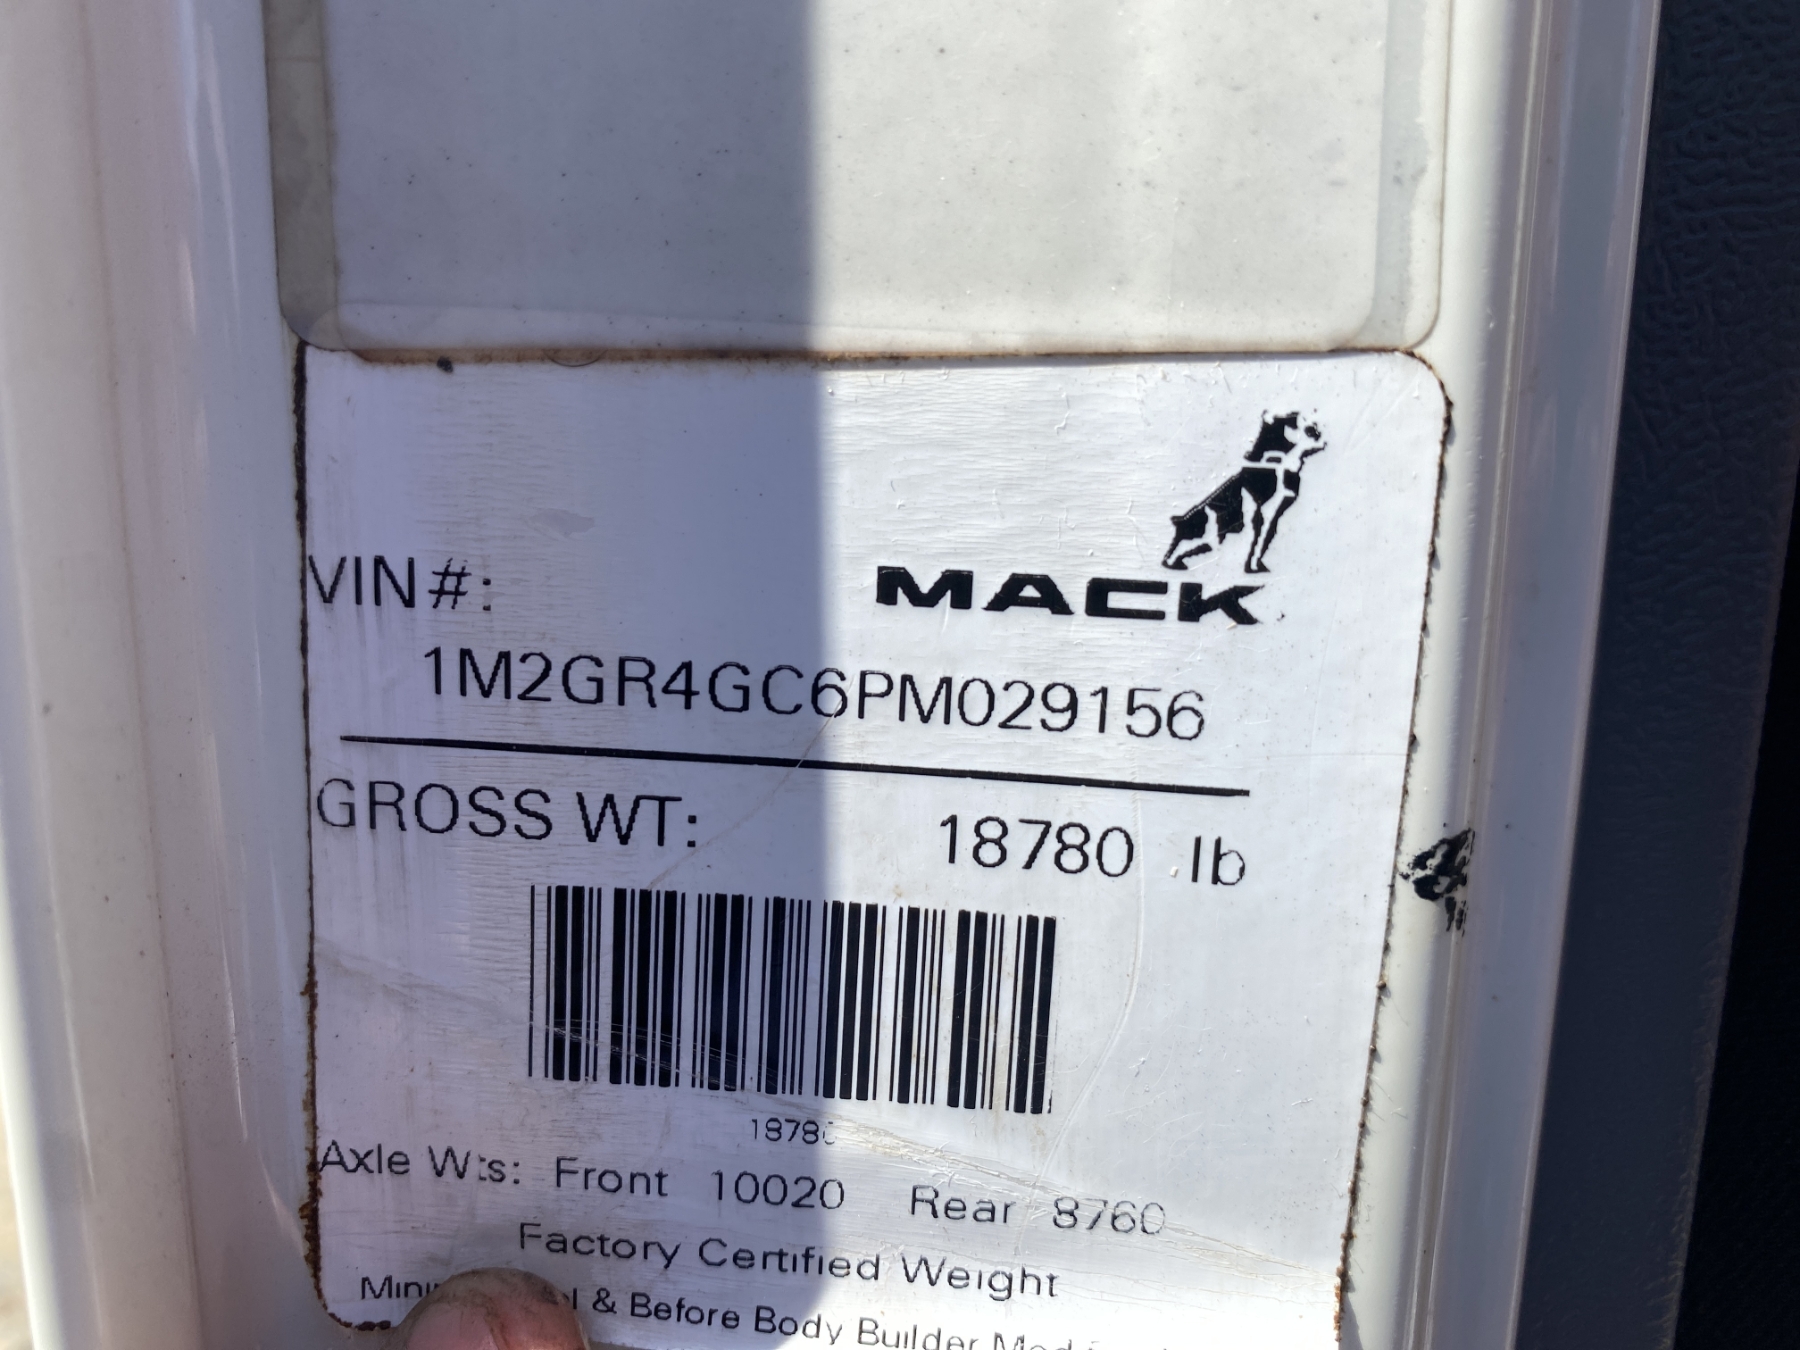 MACK
VIN#:
1M2GR4GC6PM029156
GROSS WT: 18780 lb
18780
Axle Wts: Front 10020 Rear 8760
Factory Certified Weight
& Before Body Builder